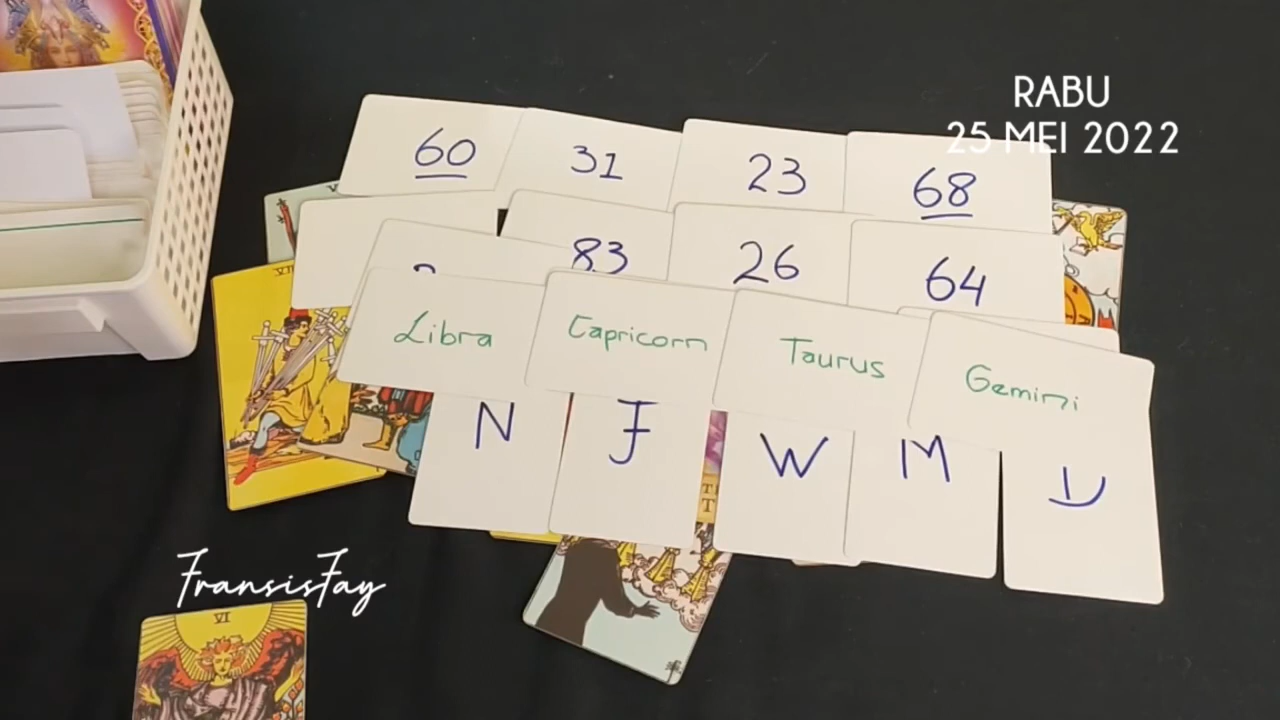 RABU
25 MEI 2022
60 31 23 68
83 26 64
Libra Capricorn Taurus Gemini
N F W M
FransisFay
VI